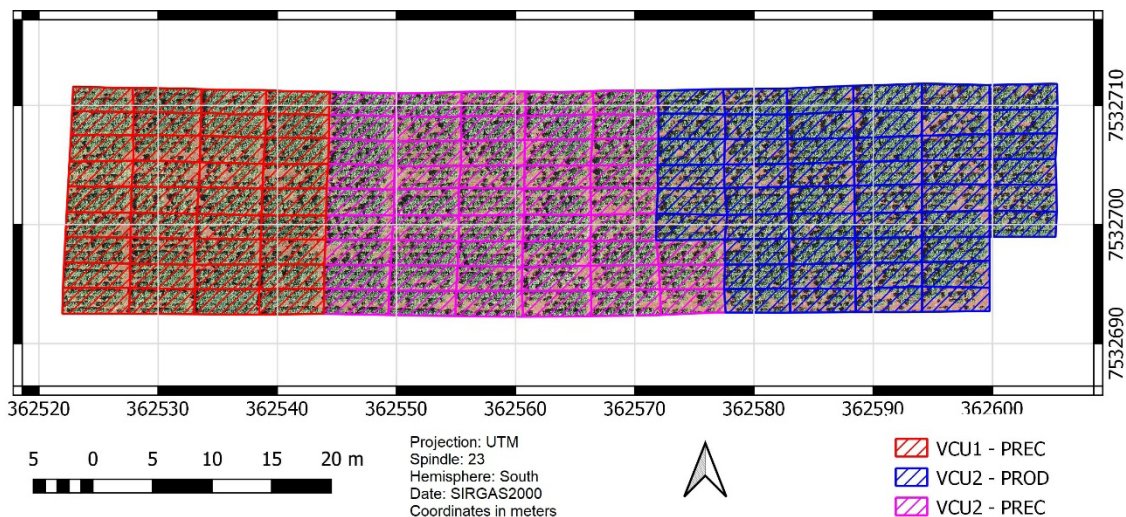 7532710
7532700
7532690
362520 362530 362540 362550 362560 362570 362580 362590 362600
5 0 5 10 15 20 m
Projection: UTM
Spindle: 23
Hemisphere: South
Date: SIRGAS2000
Coordinates in meters
VCU1 - PREC
VCU2 - PROD
VCU2 - PREC